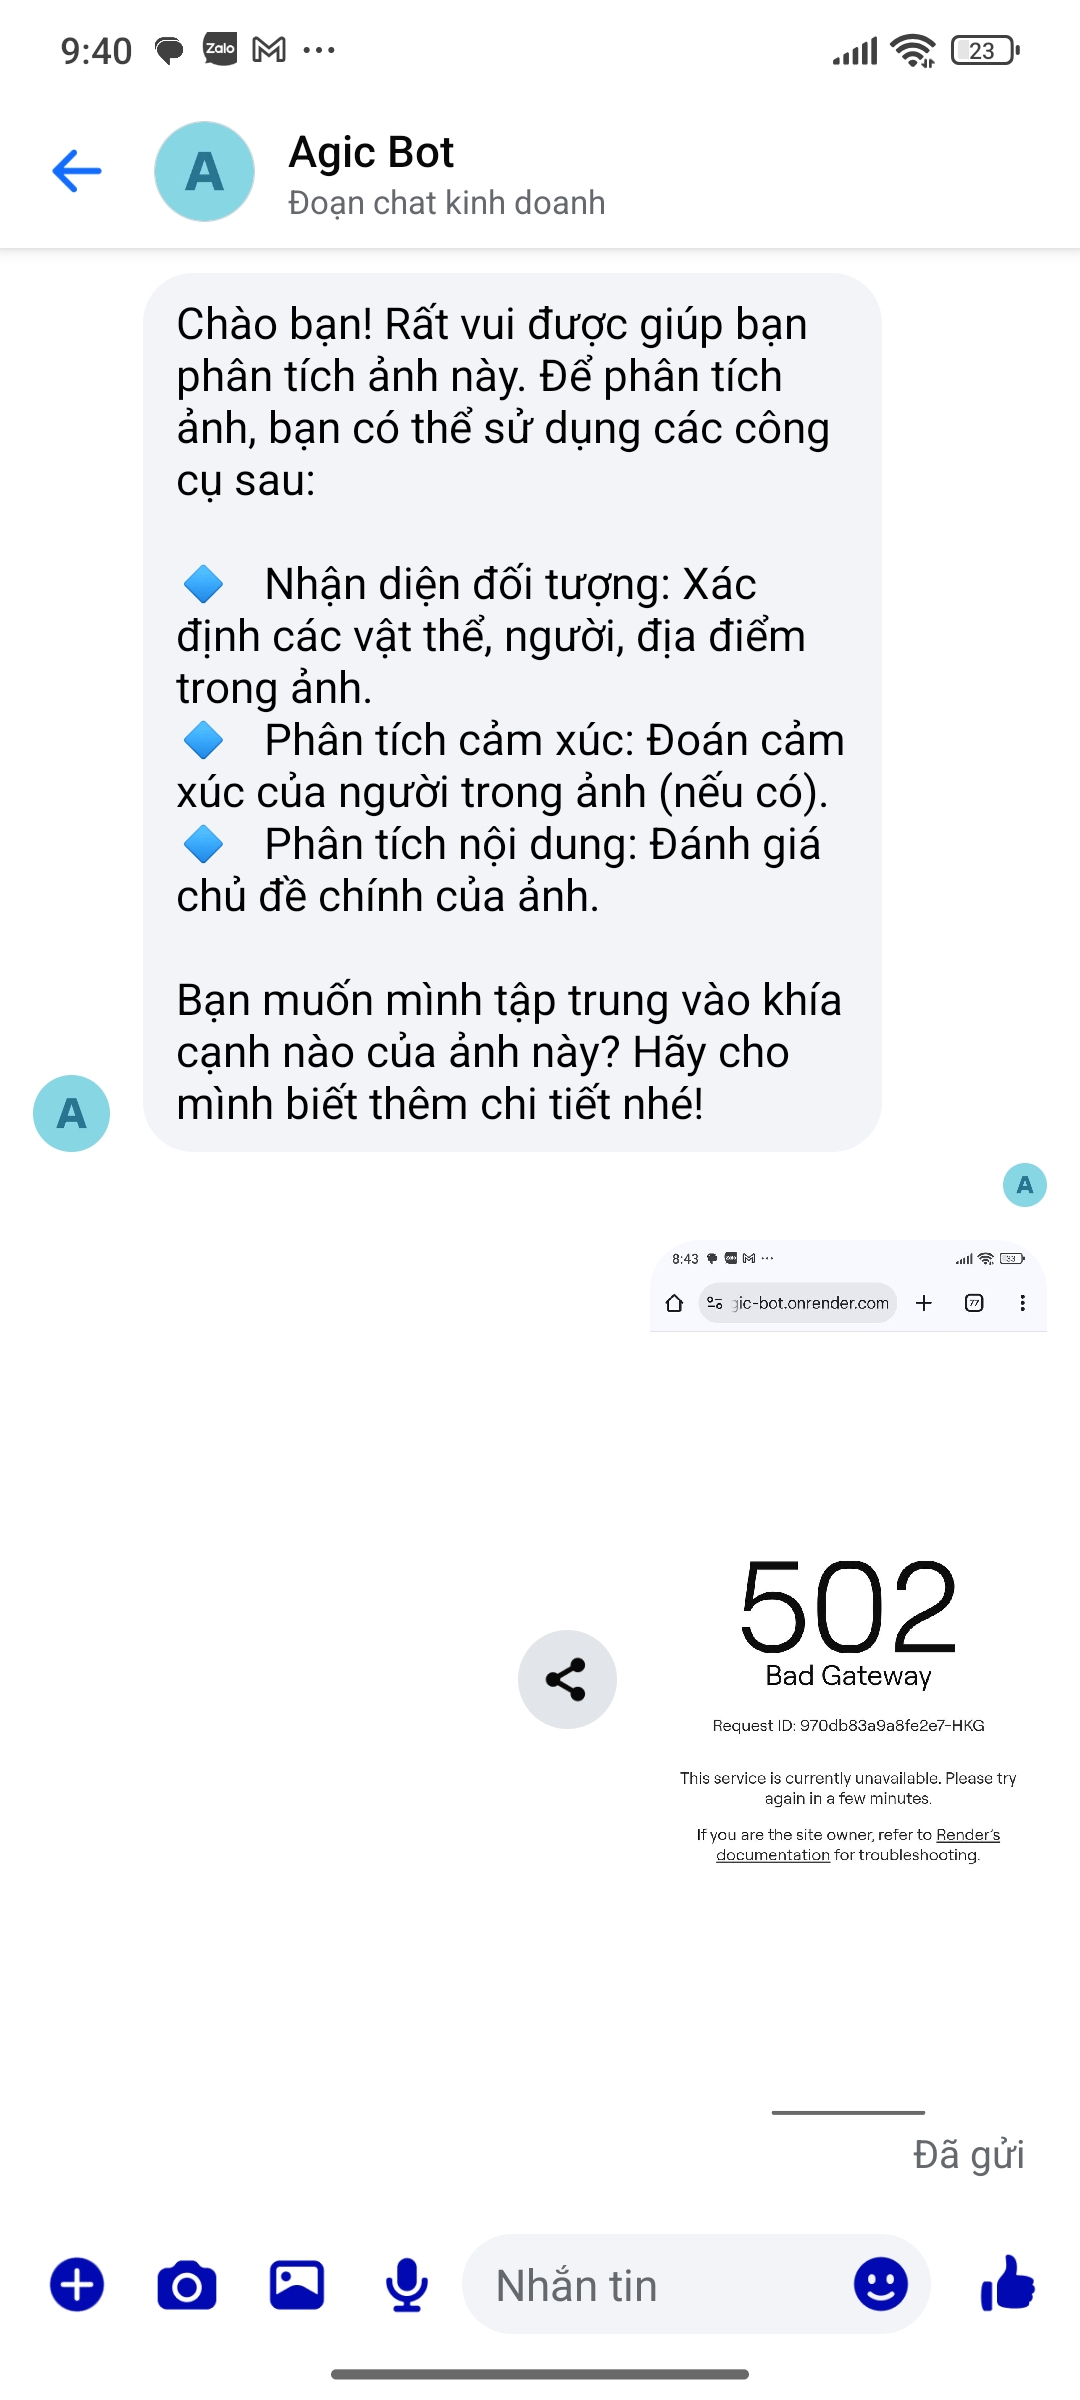 9:40
Zalo
23
A
Agic Bot
Đoạn chat kinh doanh
Chào bạn! Rất vui được giúp bạn
phân tích ảnh này. Để phân tích
ảnh, bạn có thể sử dụng các công
cụ sau:
Nhận diện đối tượng: Xác
định các vật thể, người, địa điểm
trong ảnh.
Phân tích cảm xúc: Đoán cảm
xúc của người trong ảnh (nếu có).
Phân tích nội dung: Đánh giá
chủ đề chính của ảnh.
Bạn muốn mình tập trung vào khía
cạnh nào của ảnh này? Hãy cho
mình biết thêm chi tiết nhé!
A
A
8:43
33
gic-bot.onrender.com
77
502
Bad Gateway
Request ID: 970db83a9a8fe2e7-HKG
This service is currently unavailable. Please try
again in a few minutes.
If you are the site owner, refer to Render's
documentation for troubleshooting.
Đã gửi
Nhắn tin